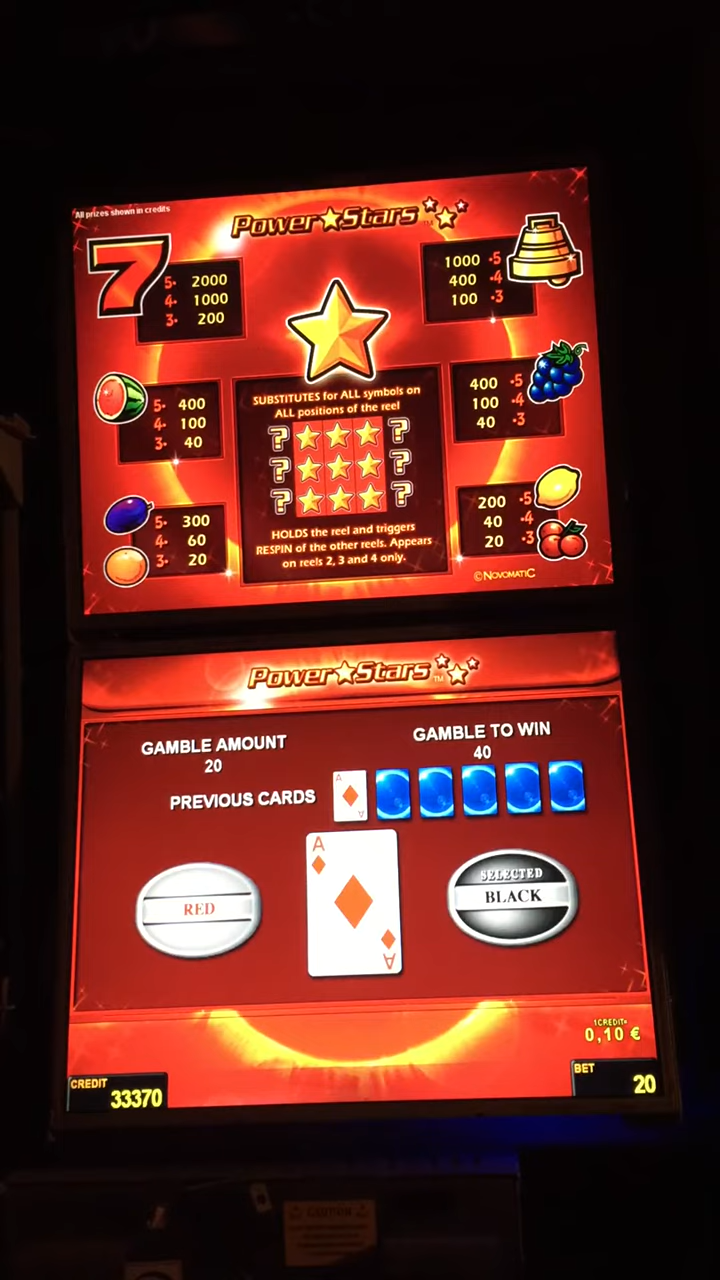 All prizes shown in credits
Power★Stars™
5• 2000
4• 1000
3• 200
1000 •5
400 •4
100 •3
5• 400
4• 100
3• 40
400 •5
100 •4
40 •3
5• 300
4• 60
3• 20
200 •5
40 •4
20 •3
SUBSTITUTES for ALL symbols on
ALL positions of the reel
? ?
? ?
? ?
HOLDS the reel and triggers
RESPIN of the other reels. Appears
on reels 2, 3 and 4 only.
©NOVOMATIC
Power★Stars™
GAMBLE AMOUNT
20
GAMBLE TO WIN
40
PREVIOUS CARDS
A
A
A
A
RED
SELECTED
BLACK
1CREDIT=
0,10 €
CREDIT
33370
BET
20